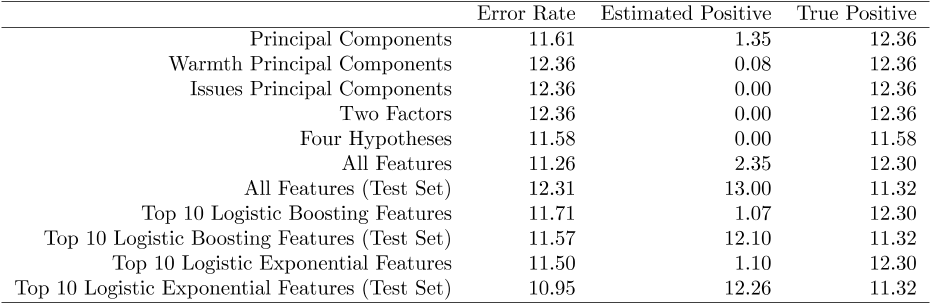 Error Rate Estimated Positive True Positive
Principal Components 11.61 1.35 12.36
Warmth Principal Components 12.36 0.08 12.36
Issues Principal Components 12.36 0.00 12.36
Two Factors 12.36 0.00 12.36
Four Hypotheses 11.58 0.00 11.58
All Features 11.26 2.35 12.30
All Features (Test Set) 12.31 13.00 11.32
Top 10 Logistic Boosting Features 11.71 1.07 12.30
Top 10 Logistic Boosting Features (Test Set) 11.57 12.10 11.32
Top 10 Logistic Exponential Features 11.50 1.10 12.30
Top 10 Logistic Exponential Features (Test Set) 10.95 12.26 11.32